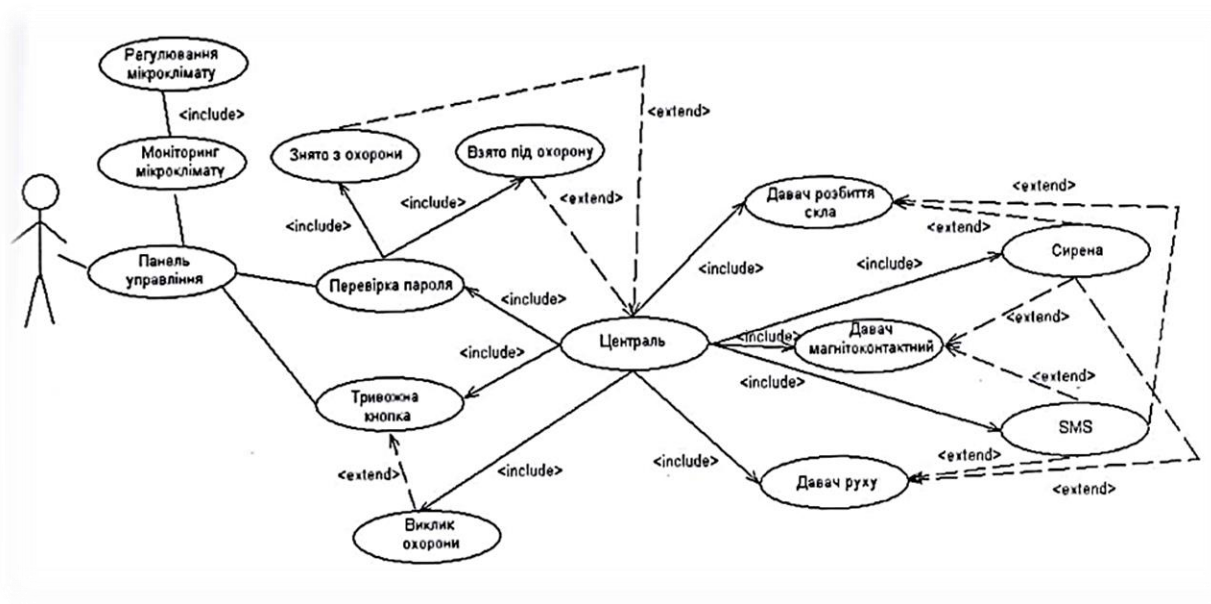 Регулювання
мікроклімату
<include>
Моніторинг
мікроклімату
Панель
управління
Знято з охорони
Взято під охорону
<extend>
<include>
<include>
<extend>
Перевірка пароля
<include>
<include>
Тривожна
кнопка
<extend>
Виклик
охорони
<include>
Централь
<include>
Давач розбиття
скла
<extend>
<extend>
<include>
Сирена
<include>
Давач
магнітоконтактний
<extend>
<include>
<extend>
SMS
<include>
Давач руху
<extend>
<extend>